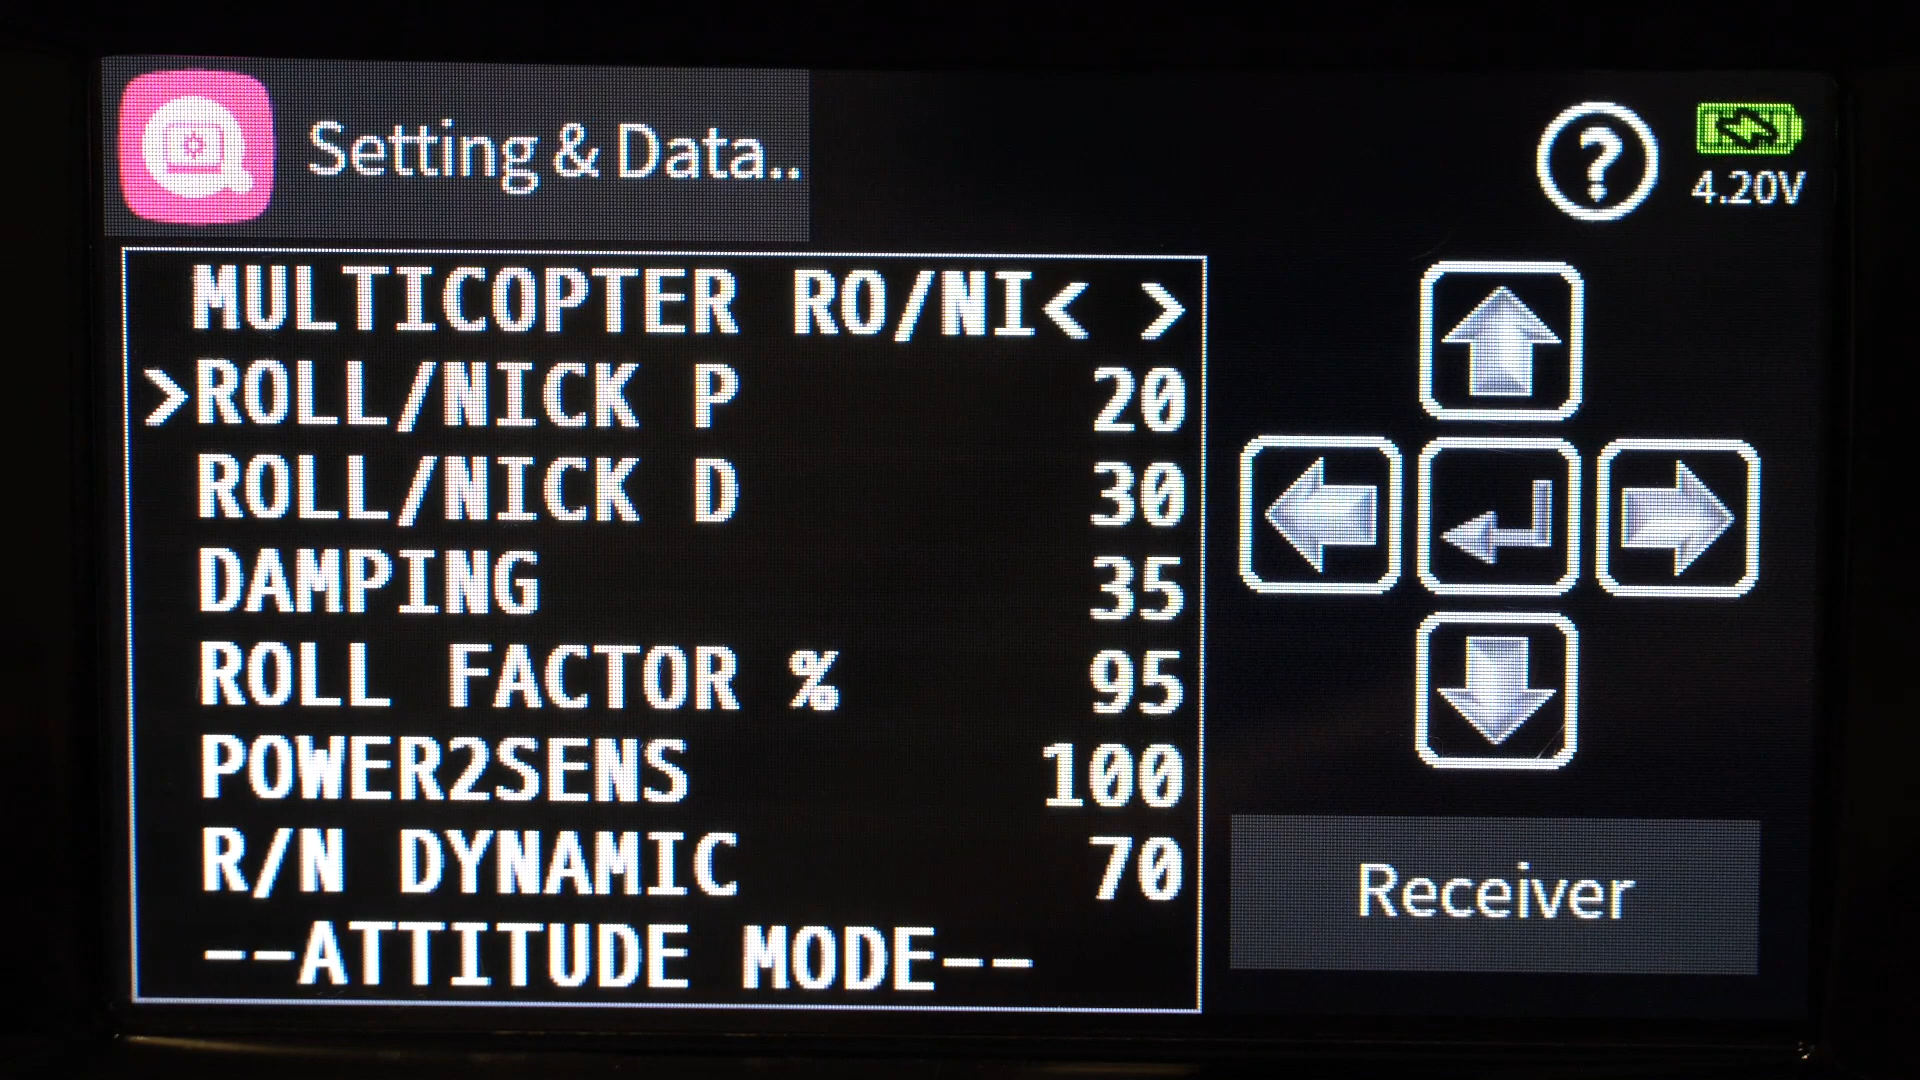 Setting & Data..
4.20V
MULTICOPTER RO/NI< >
>ROLL/NICK P 20
ROLL/NICK D 30
DAMPING 35
ROLL FACTOR % 95
POWER2SENS 100
R/N DYNAMIC 70
--ATTITUDE MODE--
Receiver